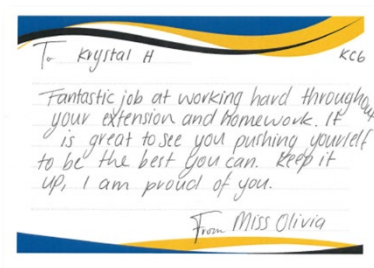 To Krystal H KC6
Fantastic job at working hard throughout
your extension and homework. It
is great to see you pushing yourself
to be the best you can. Keep it
up, I am proud of you.
From Miss Olivia